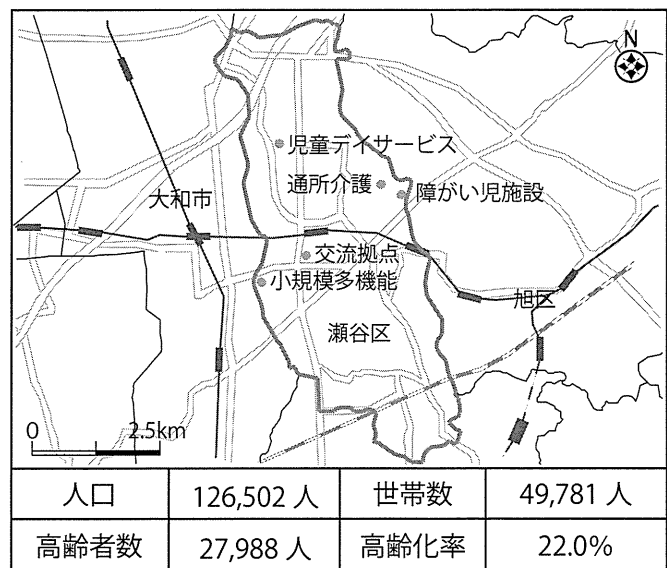 N
児童デイサービス
通所介護
障がい児施設
大和市
交流拠点
小規模多機能
旭区
瀬谷区
0 2.5km
人口 126,502 人 世帯数 49,781 人
高齢者数 27,988 人 高齢化率 22.0%